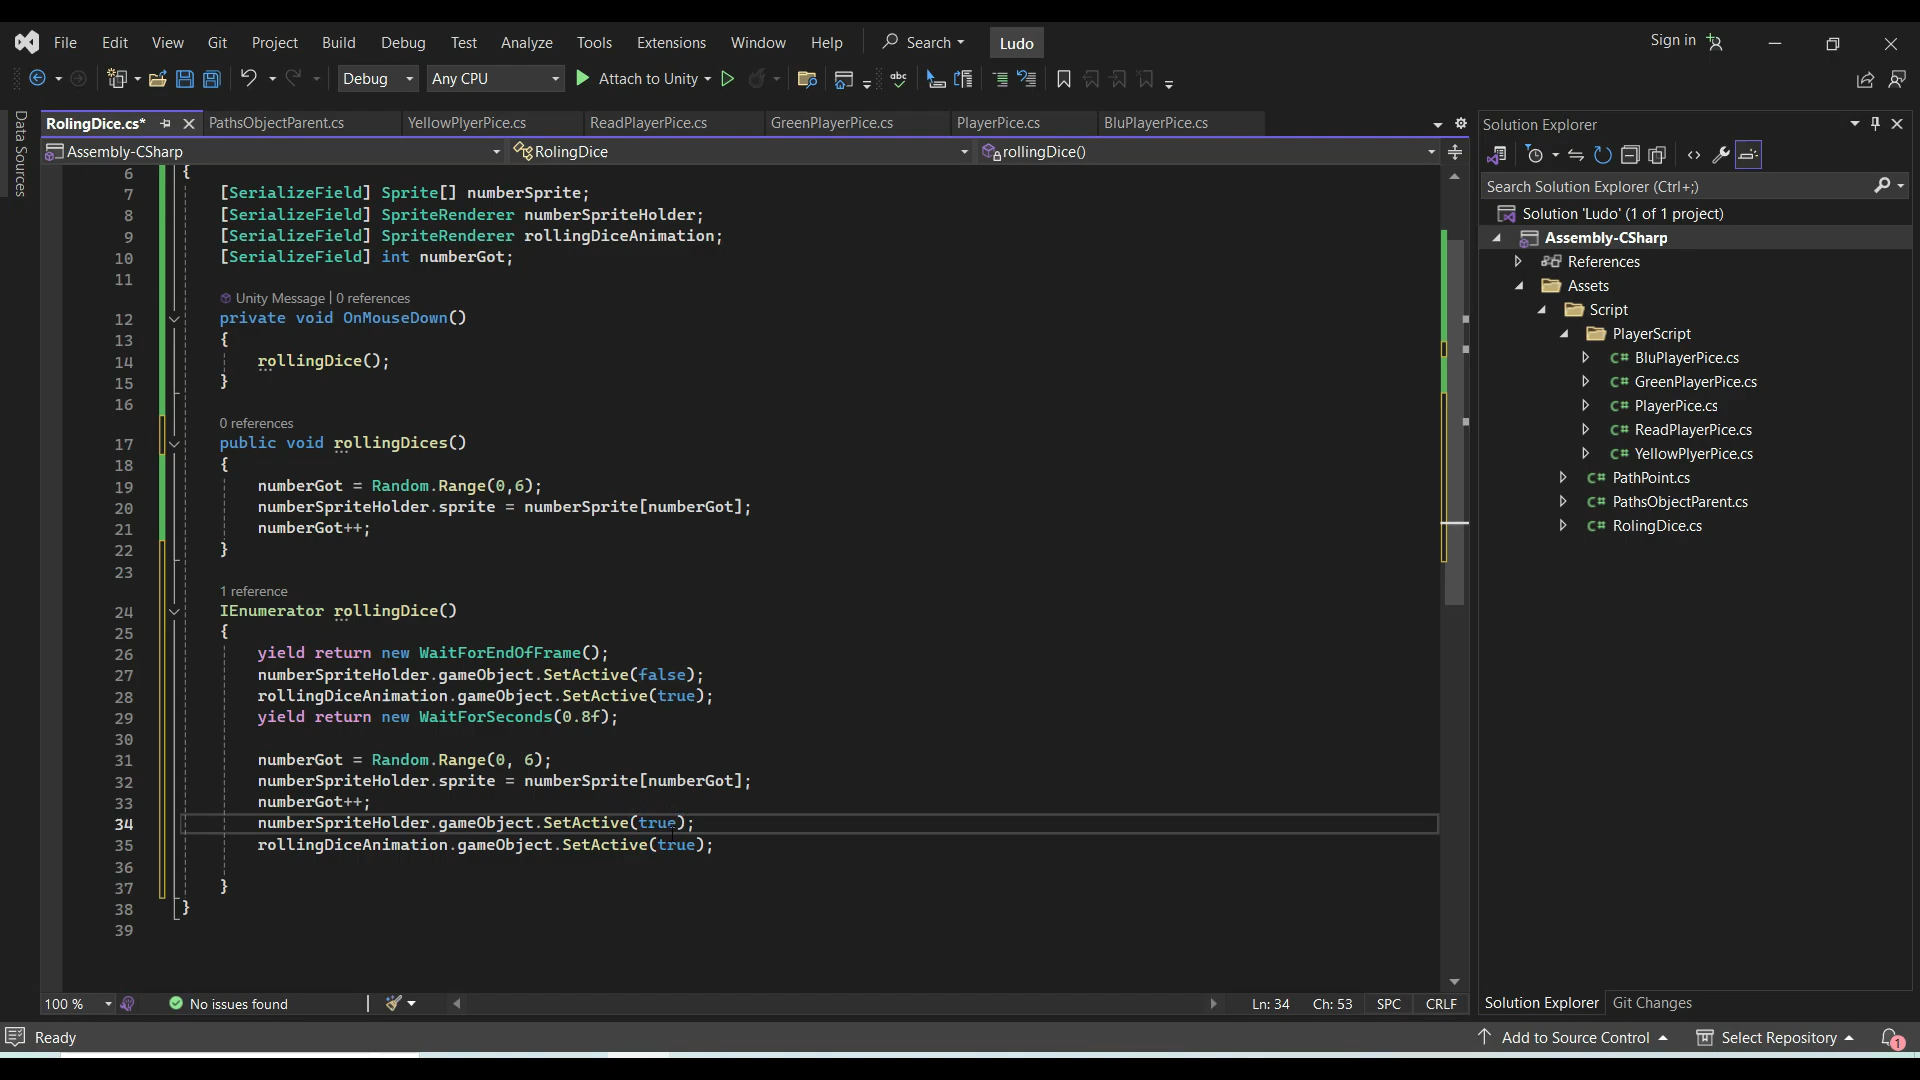 File Edit View Git Project Build Debug Test Analyze Tools Extensions Window Help Search Ludo Sign in
Debug Any CPU Attach to Unity
Data Sources
RolingDice.cs* PathsObjectParent.cs YellowPlyerPice.cs ReadPlayerPice.cs GreenPlayerPice.cs PlayerPice.cs BluPlayerPice.cs
Assembly-CSharp RolingDice rollingDice()
6 {
7 [SerializeField] Sprite[] numberSprite;
8 [SerializeField] SpriteRenderer numberSpriteHolder;
9 [SerializeField] SpriteRenderer rollingDiceAnimation;
10 [SerializeField] int numberGot;
11
Unity Message | 0 references
12 private void OnMouseDown()
13 {
14 rollingDice();
15 }
16
0 references
17 public void rollingDices()
18 {
19 numberGot = Random.Range(0,6);
20 numberSpriteHolder.sprite = numberSprite[numberGot];
21 numberGot++;
22 }
23
1 reference
24 IEnumerator rollingDice()
25 {
26 yield return new WaitForEndOfFrame();
27 numberSpriteHolder.gameObject.SetActive(false);
28 rollingDiceAnimation.gameObject.SetActive(true);
29 yield return new WaitForSeconds(0.8f);
30
31 numberGot = Random.Range(0, 6);
32 numberSpriteHolder.sprite = numberSprite[numberGot];
33 numberGot++;
34 numberSpriteHolder.gameObject.SetActive(true);
35 rollingDiceAnimation.gameObject.SetActive(true);
36
37 }
38 }
39
100 % No issues found Ln: 34 Ch: 53 SPC CRLF
Solution Explorer
Search Solution Explorer (Ctrl+;)
Solution 'Ludo' (1 of 1 project)
Assembly-CSharp
References
Assets
Script
PlayerScript
C# BluPlayerPice.cs
C# GreenPlayerPice.cs
C# PlayerPice.cs
C# ReadPlayerPice.cs
C# YellowPlyerPice.cs
C# PathPoint.cs
C# PathsObjectParent.cs
C# RolingDice.cs
Solution Explorer Git Changes
Ready Add to Source Control Select Repository 1